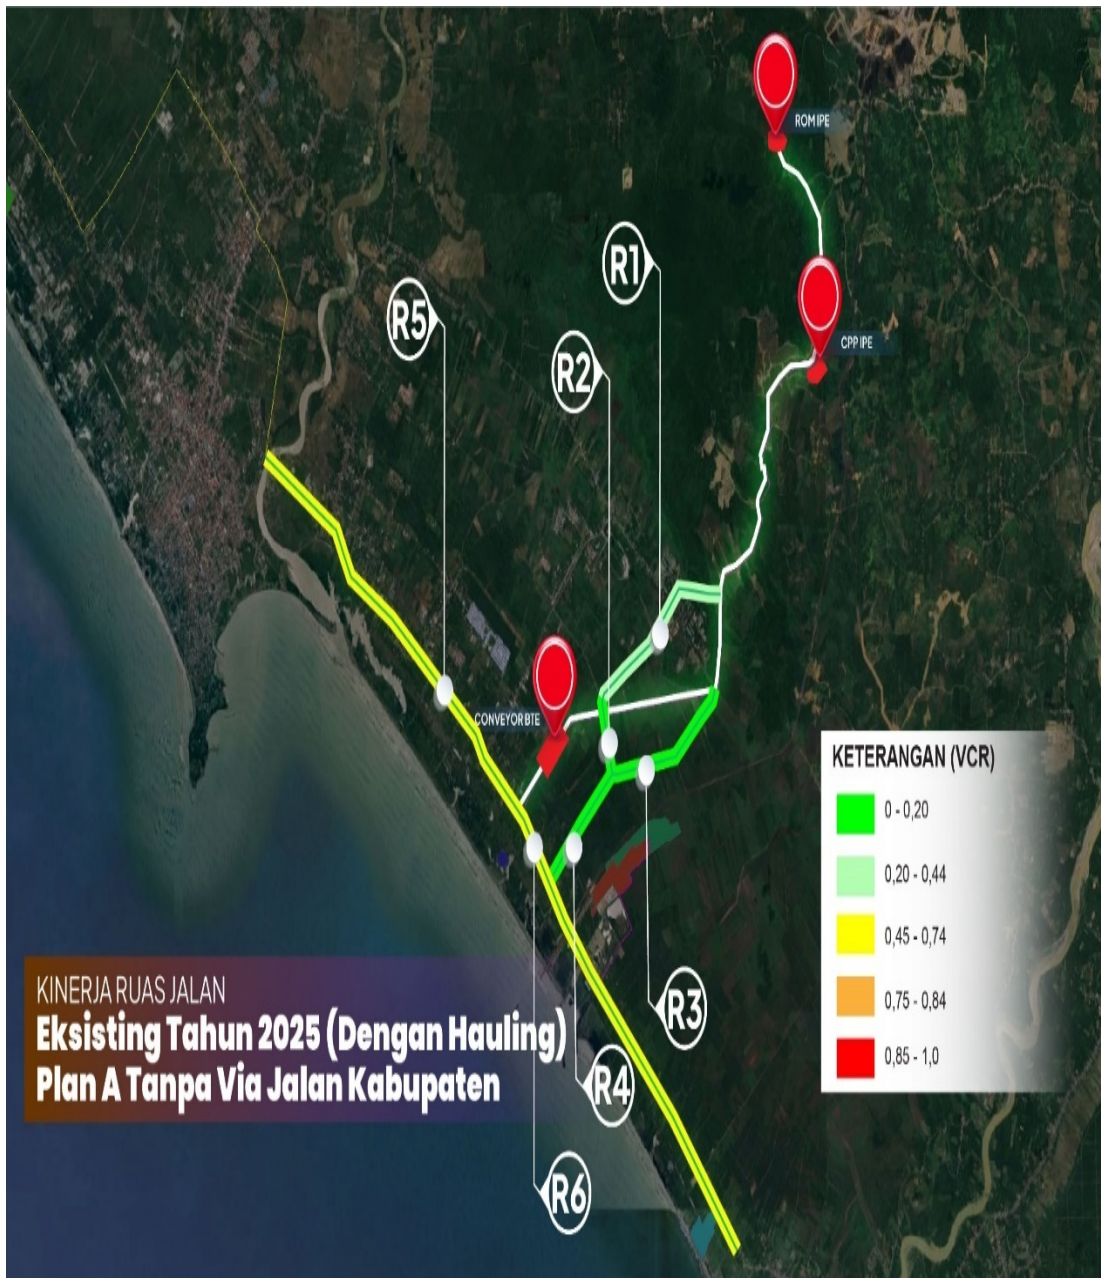 ROM IPE
R1
CPP IPE
R5
R2
CONVEYOR BTE
KETERANGAN (VCR)
0 - 0,20
0,20 - 0,44
0,45 - 0,74
0,75 - 0,84
0,85 - 1,0
KINERJA RUAS JALAN
Eksisting Tahun 2025 (Dengan Hauling)
Plan A Tanpa Via Jalan Kabupaten
R3
R4
R6